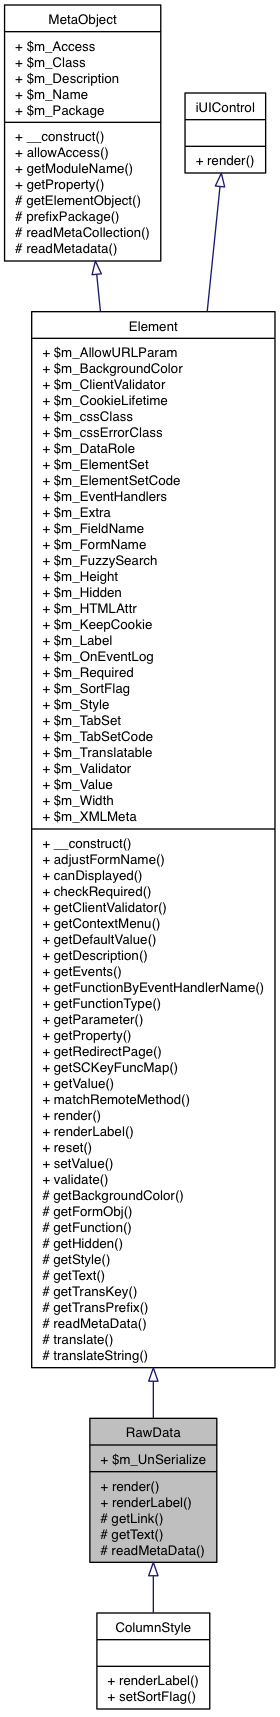 MetaObject
+ $m_Access
+ $m_Class
+ $m_Description
+ $m_Name
+ $m_Package
+ __construct()
+ allowAccess()
+ getModuleName()
+ getProperty()
# getElementObject()
# prefixPackage()
# readMetaCollection()
# readMetadata()
iUIControl
+ render()
Element
+ $m_AllowURLParam
+ $m_BackgroundColor
+ $m_ClientValidator
+ $m_CookieLifetime
+ $m_cssClass
+ $m_cssErrorClass
+ $m_DataRole
+ $m_ElementSet
+ $m_ElementSetCode
+ $m_EventHandlers
+ $m_Extra
+ $m_FieldName
+ $m_FormName
+ $m_FuzzySearch
+ $m_Height
+ $m_Hidden
+ $m_HTMLAttr
+ $m_KeepCookie
+ $m_Label
+ $m_OnEventLog
+ $m_Required
+ $m_SortFlag
+ $m_Style
+ $m_TabSet
+ $m_TabSetCode
+ $m_Translatable
+ $m_Validator
+ $m_Value
+ $m_Width
+ $m_XMLMeta
+ __construct()
+ adjustFormName()
+ canDisplayed()
+ checkRequired()
+ getClientValidator()
+ getContextMenu()
+ getDefaultValue()
+ getDescription()
+ getEvents()
+ getFunctionByEventHandlerName()
+ getFunctionType()
+ getParameter()
+ getProperty()
+ getRedirectPage()
+ getSCKeyFuncMap()
+ getValue()
+ matchRemoteMethod()
+ render()
+ renderLabel()
+ reset()
+ setValue()
+ validate()
# getBackgroundColor()
# getFormObj()
# getFunction()
# getHidden()
# getStyle()
# getText()
# getTransKey()
# getTransPrefix()
# readMetaData()
# translate()
# translateString()
RawData
+ $m_UnSerialize
+ render()
+ renderLabel()
# getLink()
# getText()
# readMetaData()
ColumnStyle
+ renderLabel()
+ setSortFlag()